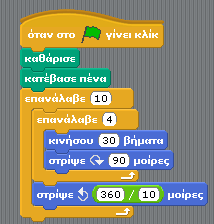 όταν στο γίνει κλικ
καθάρισε
κατέβασε πένα
επανάλαβε 10
επανάλαβε 4
κινήσου 30 βήματα
στρίψε 90 μοίρες
στρίψε 360 / 10 μοίρες